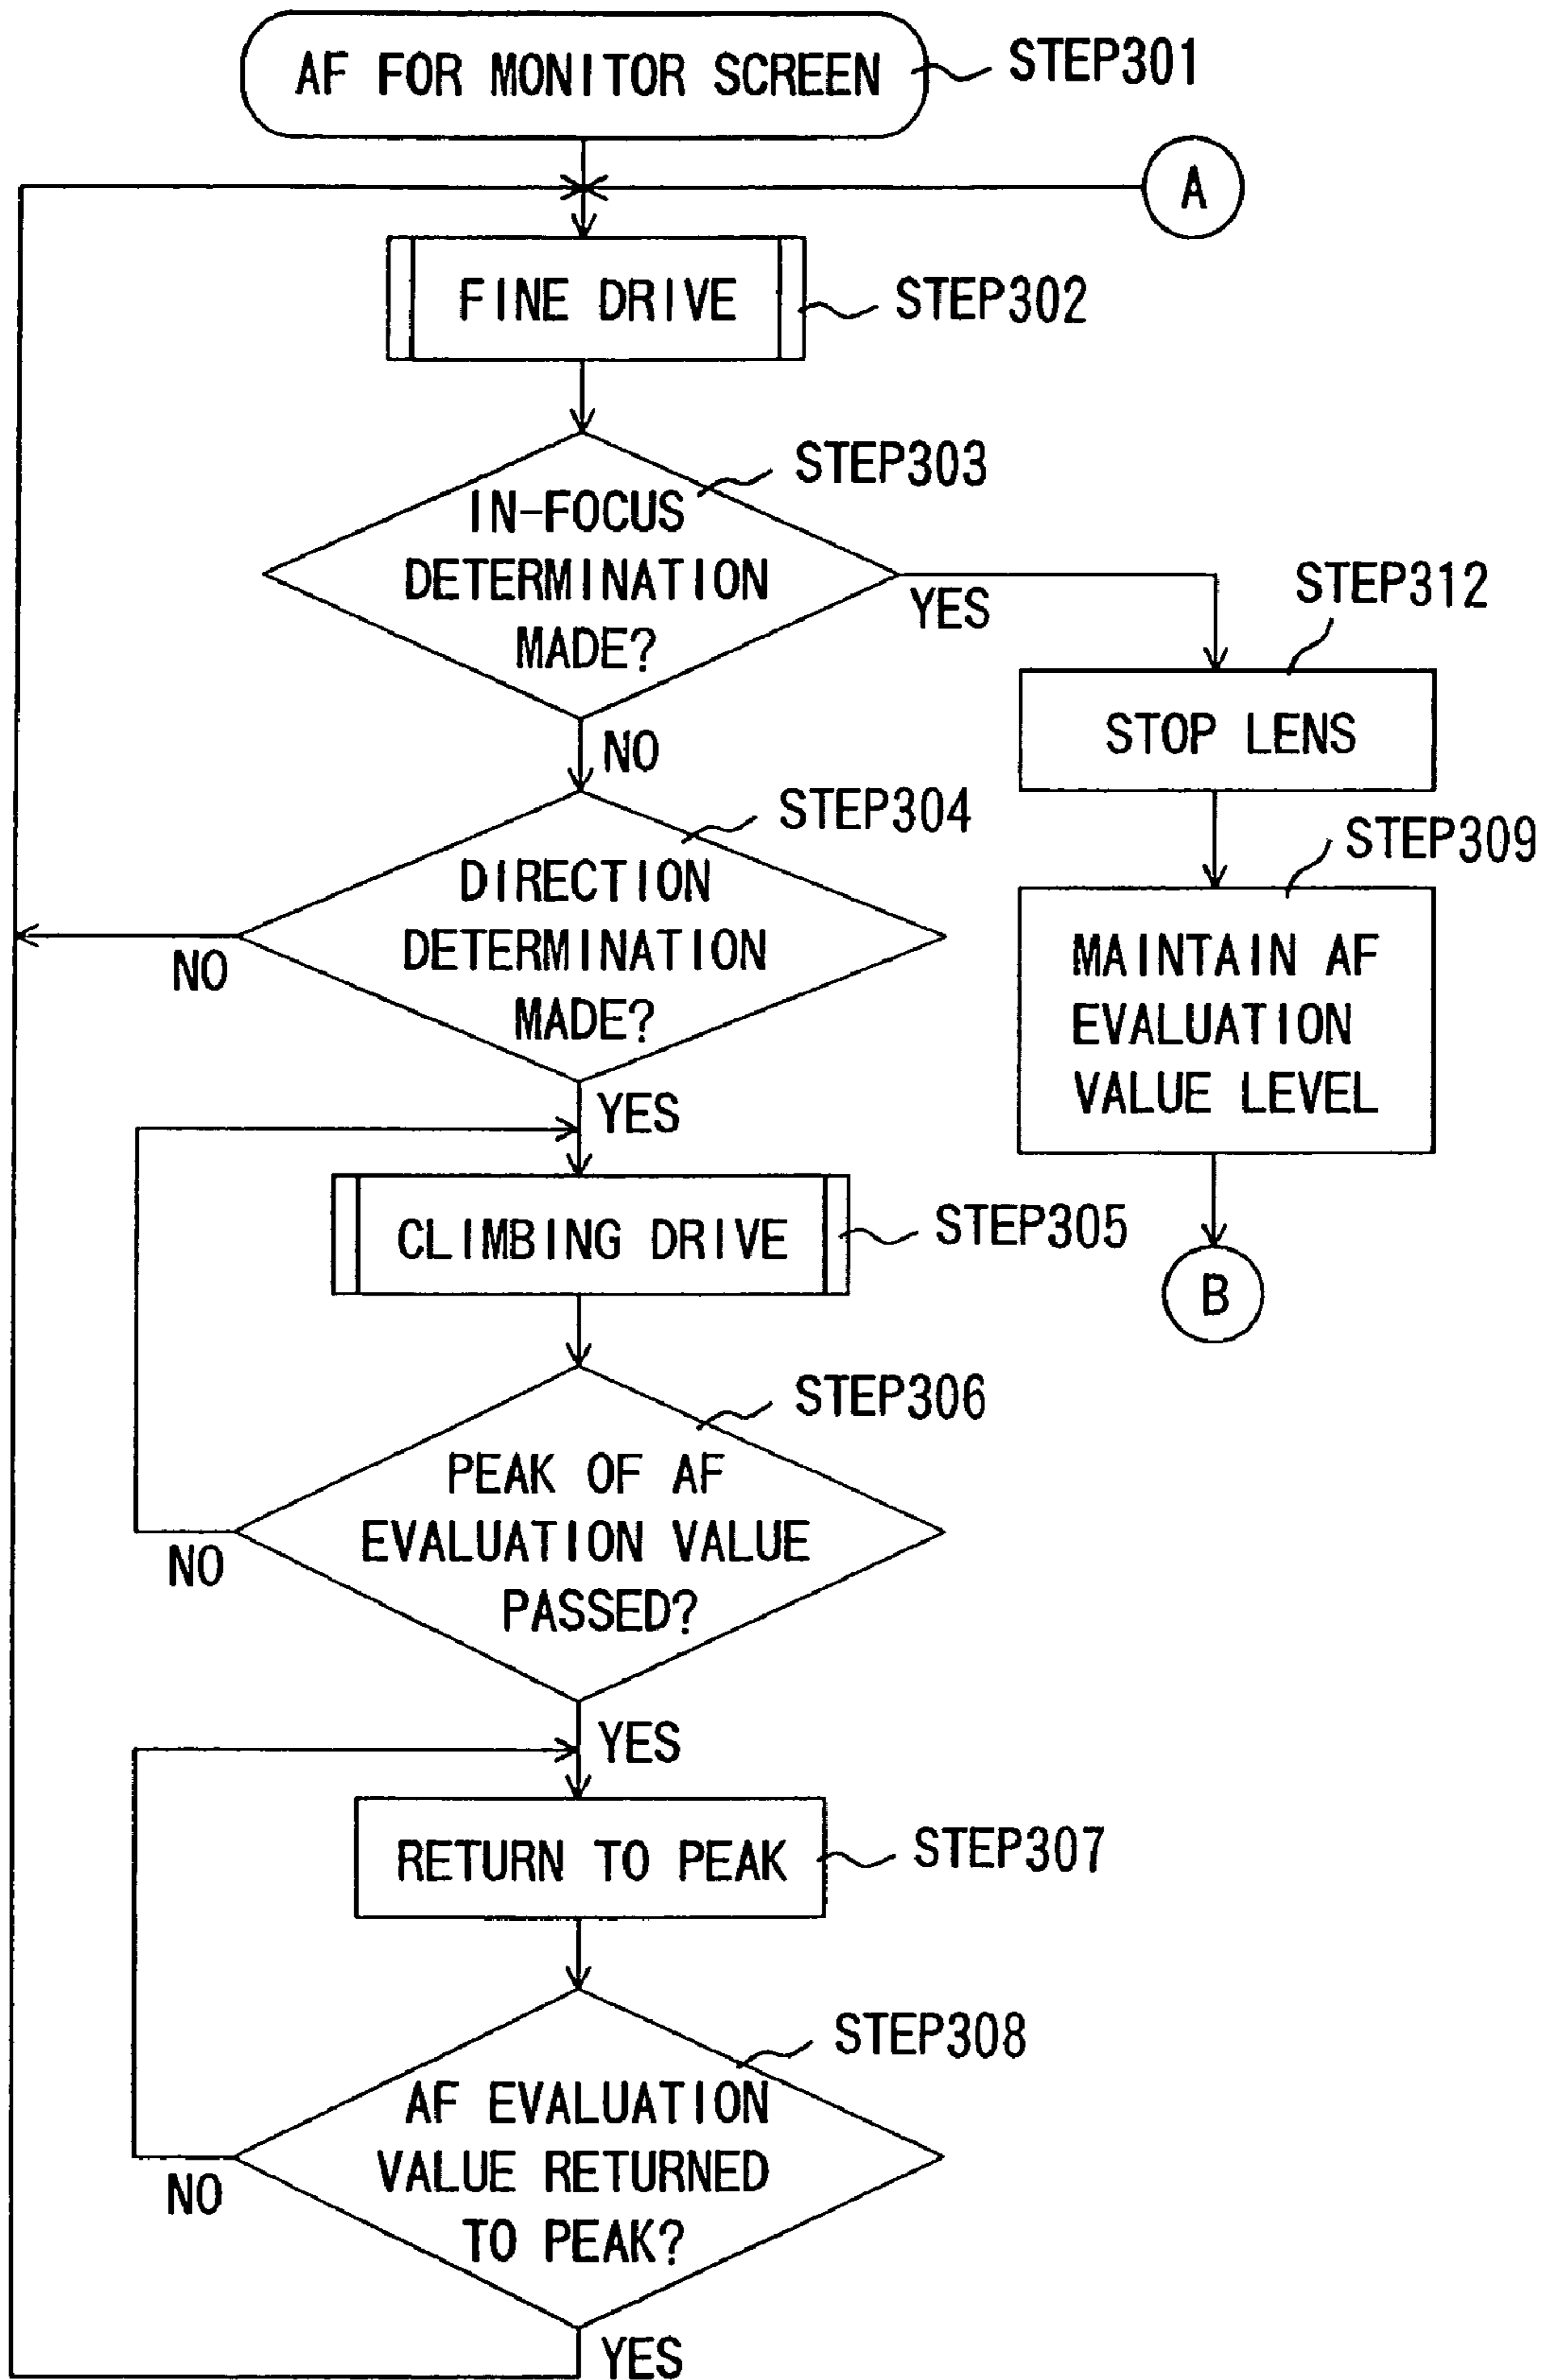 AF FOR MONITOR SCREEN
STEP301
A
FINE DRIVE
STEP302
STEP303
IN-FOCUS
DETERMINATION
MADE?
YES
NO
STEP312
STOP LENS
STEP304
DIRECTION
DETERMINATION
MADE?
NO
YES
STEP309
MAINTAIN AF
EVALUATION
VALUE LEVEL
B
CLIMBING DRIVE
STEP305
STEP306
PEAK OF AF
EVALUATION VALUE
PASSED?
NO
YES
RETURN TO PEAK
STEP307
STEP308
AF EVALUATION
VALUE RETURNED
TO PEAK?
NO
YES